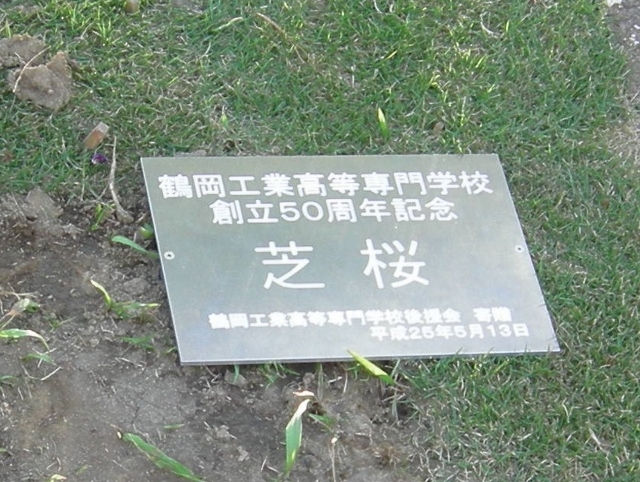 鶴岡工業高等専門学校
創立50周年記念
芝 桜
鶴岡工業高等専門学校後援会 寄贈
平成25年5月13日